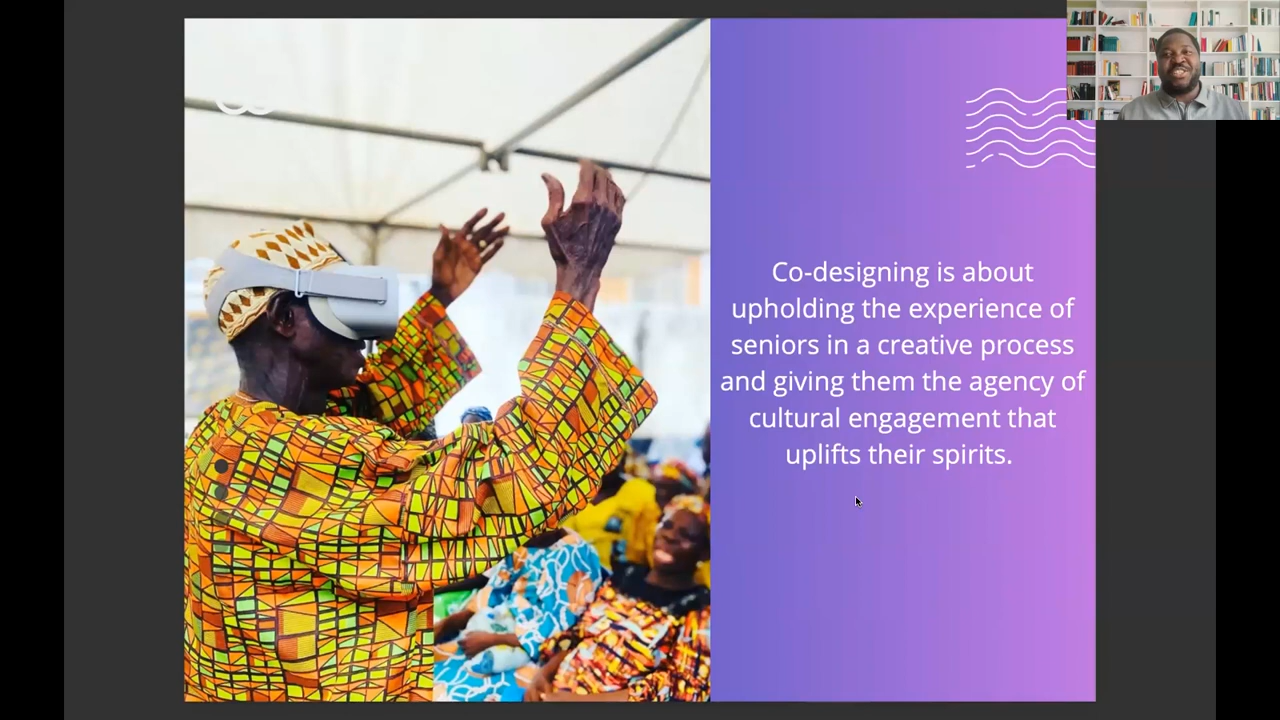 Co-designing is about
upholding the experience of
seniors in a creative process
and giving them the agency of
cultural engagement that
uplifts their spirits.